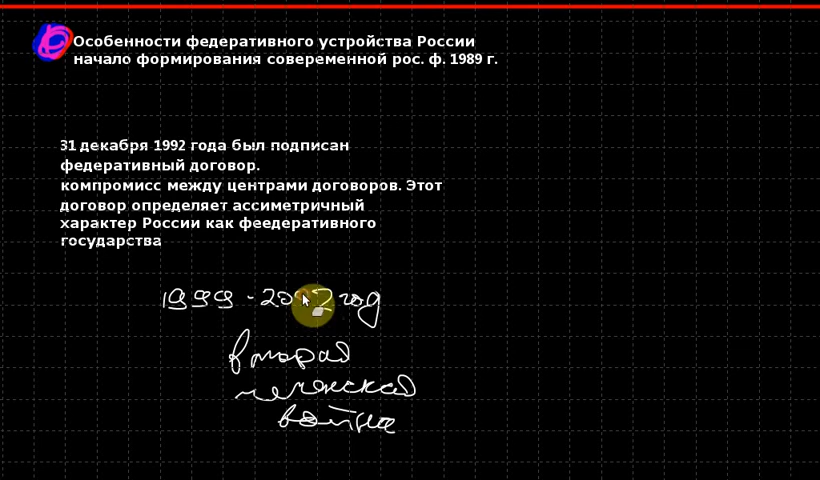 Особенности федеративного устройства России
начало формирования совеременной рос. ф. 1989 г.
31 декабря 1992 года был подписан
федеративный договор.
компромисс между центрами договоров. Этот
договор определяет ассиметричный
характер России как феедеративного
государства
1999 - год
вторая
чеченская
война